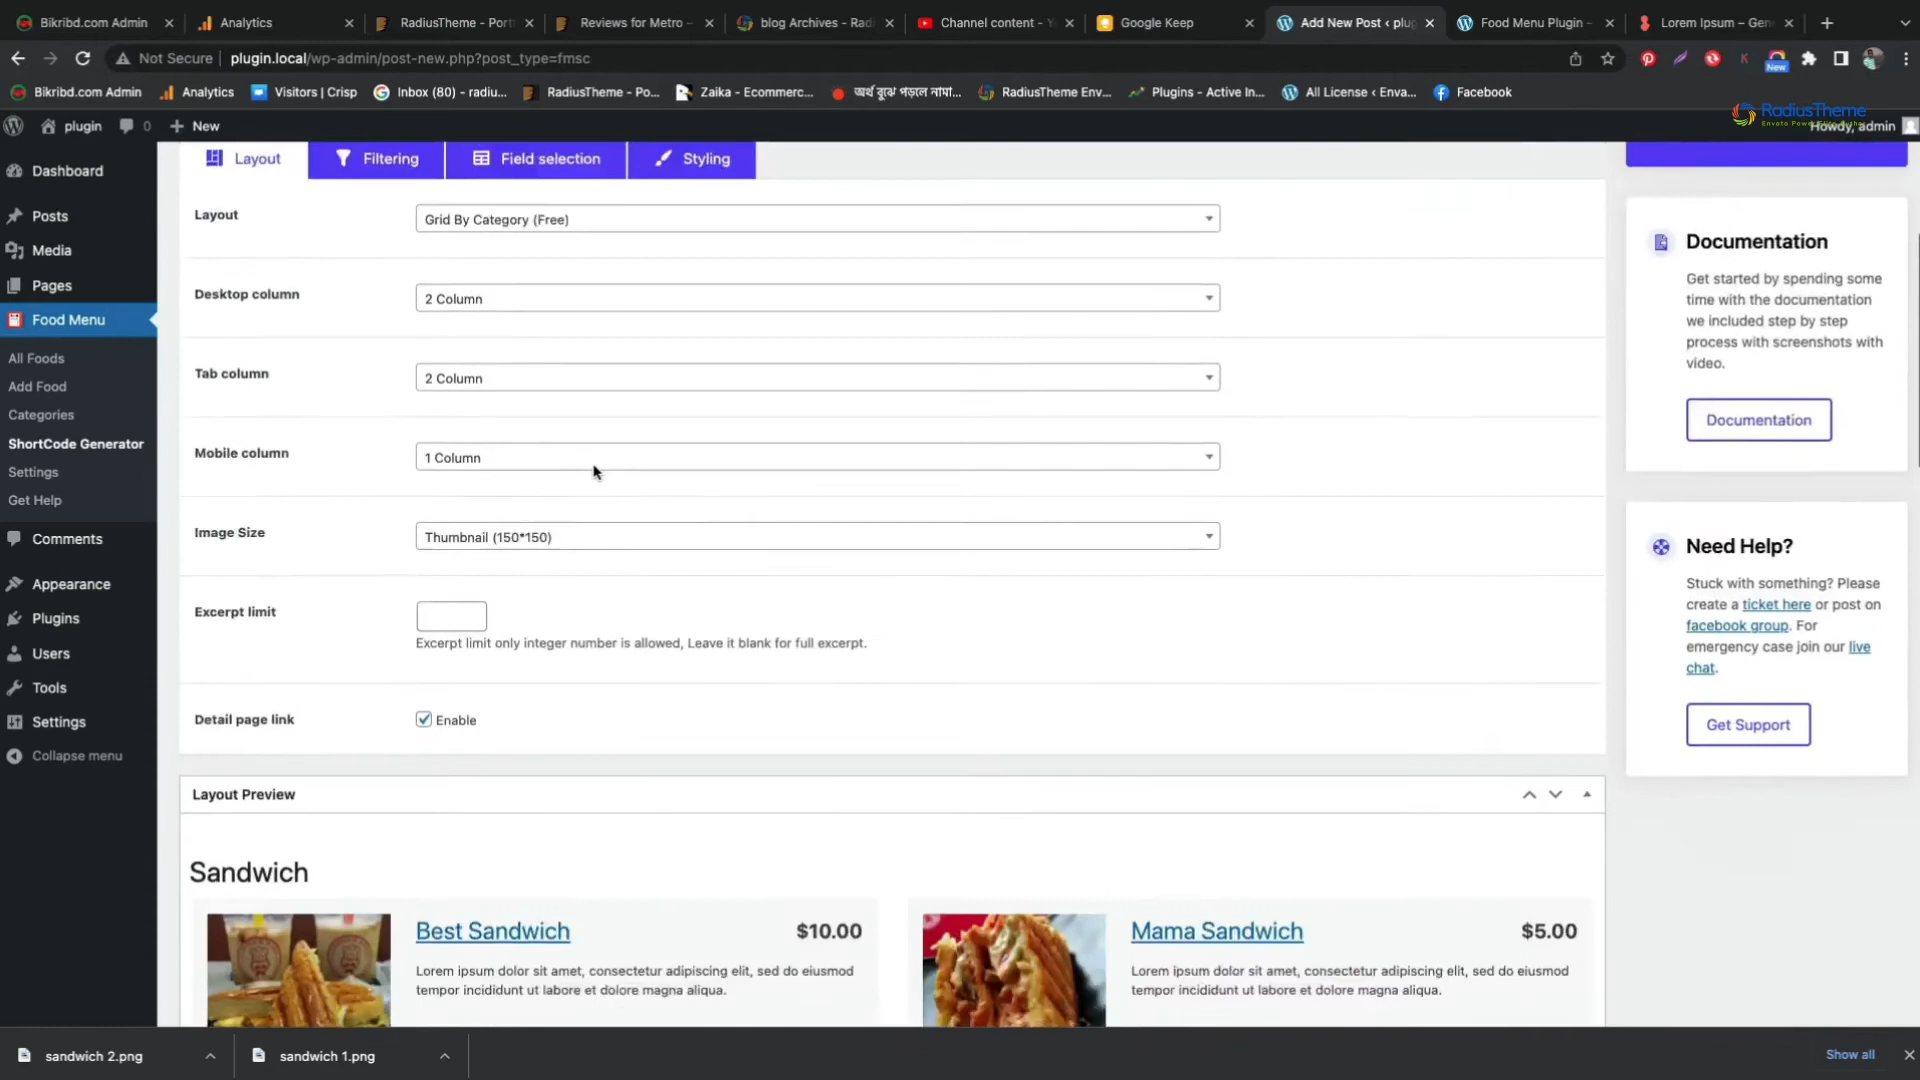 Bikribd.com Admin
Analytics
RadiusTheme - Port
Reviews for Metro -
blog Archives - Radi
Channel content - Y
Google Keep
Add New Post ‹ plug
Food Menu Plugin -
Lorem Ipsum – Gen
Not Secure
plugin.local/wp-admin/post-new.php?post_type=fmsc
New
Bikribd.com Admin
Analytics
Visitors | Crisp
Inbox (80) - radiu...
RadiusTheme - Po...
Zaika - Ecommerc...
অর্থ বুঝে পড়লে নামা...
RadiusTheme Env...
Plugins - Active In...
All License ‹ Enva...
Facebook
RadiusTheme
plugin
0
New
Howdy, admin
Dashboard
Posts
Media
Pages
Food Menu
All Foods
Add Food
Categories
ShortCode Generator
Settings
Get Help
Comments
Appearance
Plugins
Users
Tools
Settings
Collapse menu
Layout
Filtering
Field selection
Styling
Layout
Grid By Category (Free)
Desktop column
2 Column
Tab column
2 Column
Mobile column
1 Column
Image Size
Thumbnail (150*150)
Excerpt limit
Excerpt limit only integer number is allowed, Leave it blank for full excerpt.
Detail page link
Enable
Layout Preview
Sandwich
Best Sandwich
$10.00
Lorem ipsum dolor sit amet, consectetur adipiscing elit, sed do eiusmod
tempor incididunt ut labore et dolore magna aliqua.
Mama Sandwich
$5.00
Lorem ipsum dolor sit amet, consectetur adipiscing elit, sed do eiusmod
tempor incididunt ut labore et dolore magna aliqua.
Documentation
Get started by spending some
time with the documentation
we included step by step
process with screenshots with
video.
Documentation
Need Help?
Stuck with something? Please
create a ticket here or post on
facebook group. For
emergency case join our live
chat.
Get Support
sandwich 2.png
sandwich 1.png
Show all